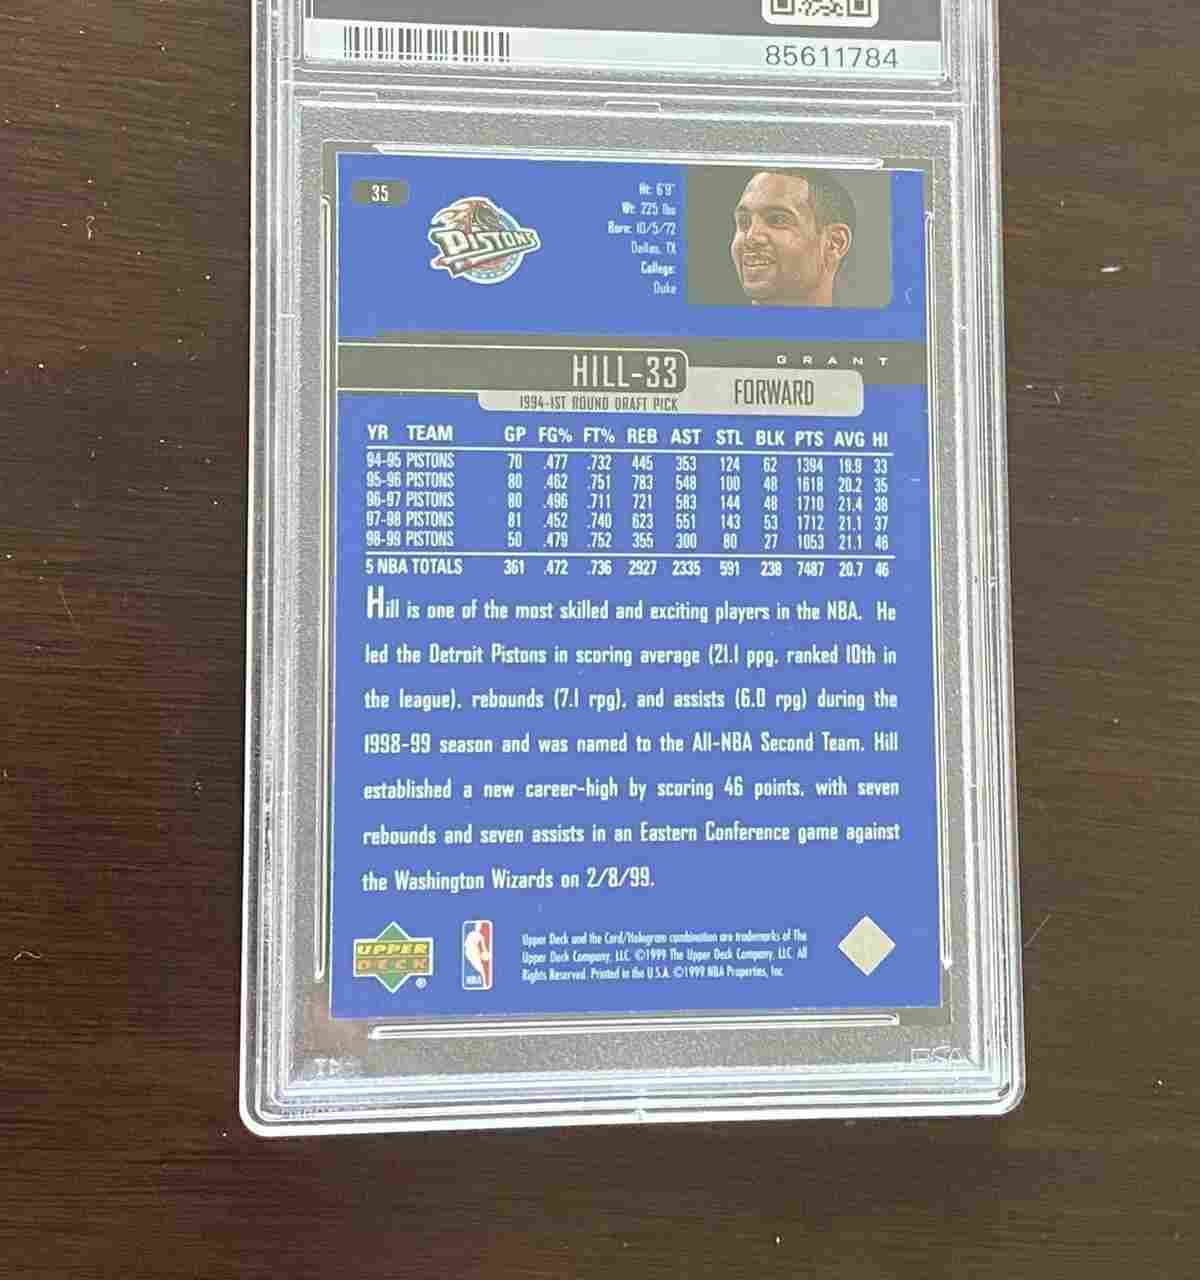 85611784
35
PISTONS
Ht: 6'8"
Wt: 225 lbs
Born: 10/5/72
Dallas, TX
College:
Duke
GRANT
HILL-33
FORWARD
1994-1ST ROUND DRAFT PICK
YR TEAM GP FG% FT% REB AST STL BLK PTS AVG HI
94-95 PISTONS 70 .477 .732 445 353 124 62 1394 19.9 33
95-96 PISTONS 80 .462 .751 783 548 100 48 1618 20.2 35
96-97 PISTONS 80 .496 .711 721 583 144 48 1710 21.4 38
97-98 PISTONS 81 .452 .740 623 551 143 53 1712 21.1 37
98-99 PISTONS 50 .479 .752 355 300 80 27 1053 21.1 46
5 NBA TOTALS 361 .472 .736 2927 2335 591 238 7487 20.7 46
Hill is one of the most skilled and exciting players in the NBA. He
led the Detroit Pistons in scoring average (21.1 ppg, ranked 10th in
the league), rebounds (7.1 rpg), and assists (6.0 rpg) during the
1998-99 season and was named to the All-NBA Second Team. Hill
established a new career-high by scoring 46 points, with seven
rebounds and seven assists in an Eastern Conference game against
the Washington Wizards on 2/8/99.
UPPER
DECK
®
NBA
Upper Deck and the Card/Hologram combination are trademarks of The
Upper Deck Company, LLC. ©1999 The Upper Deck Company, LLC. All
Rights Reserved. Printed in the U.S.A. ©1999 NBA Properties, Inc.
PSA